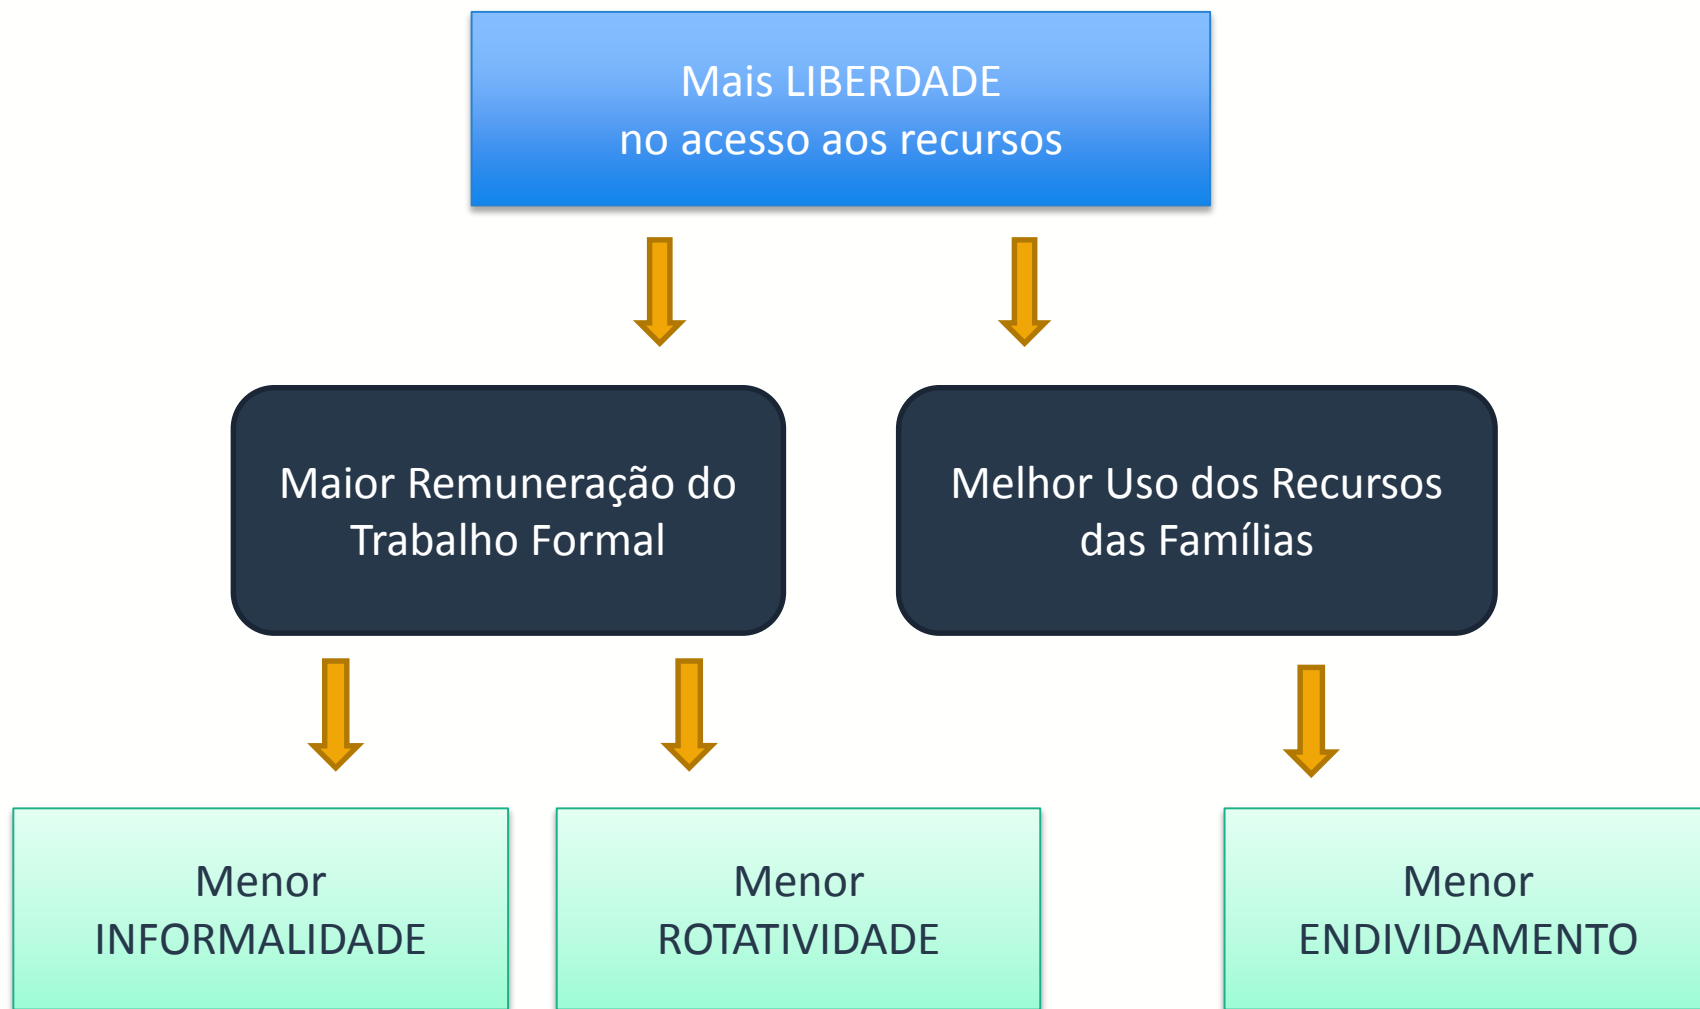 Mais LIBERDADE
no acesso aos recursos
Maior Remuneração do
Trabalho Formal
Melhor Uso dos Recursos
das Famílias
Menor
INFORMALIDADE
Menor
ROTATIVIDADE
Menor
ENDIVIDAMENTO